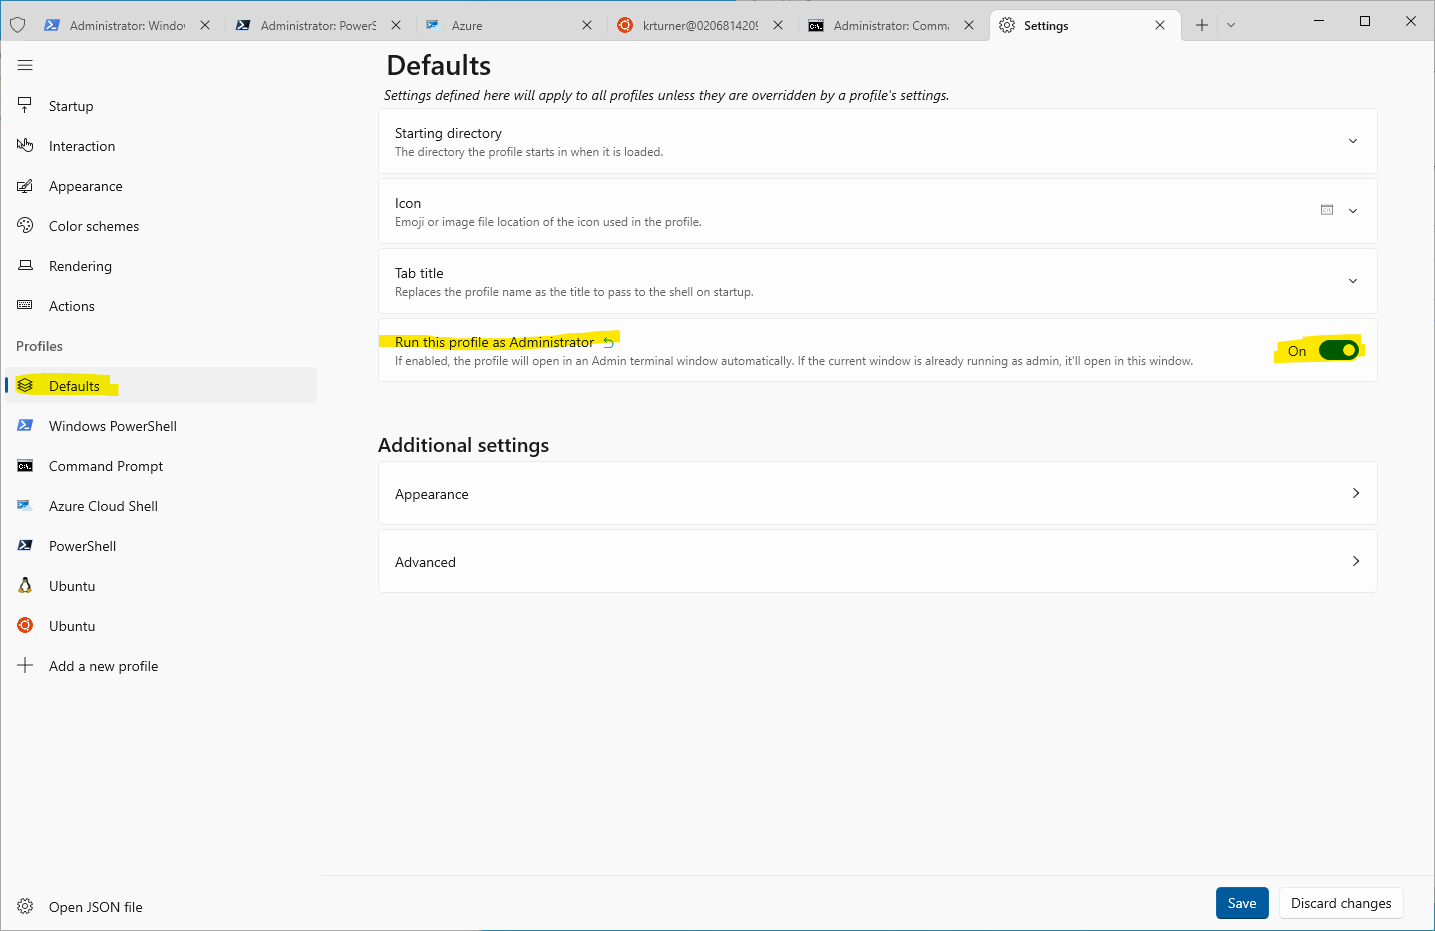 Administrator: Window
Administrator: PowerS
Azure
krturner@0206814209
Administrator: Comma
Settings
Startup
Interaction
Appearance
Color schemes
Rendering
Actions
Profiles
Defaults
Windows PowerShell
Command Prompt
Azure Cloud Shell
PowerShell
Ubuntu
Ubuntu
Add a new profile
Open JSON file
Defaults
Settings defined here will apply to all profiles unless they are overridden by a profile's settings.
Starting directory
The directory the profile starts in when it is loaded.
Icon
Emoji or image file location of the icon used in the profile.
Tab title
Replaces the profile name as the title to pass to the shell on startup.
Run this profile as Administrator
If enabled, the profile will open in an Admin terminal window automatically. If the current window is already running as admin, it'll open in this window.
On
Additional settings
Appearance
Advanced
Save
Discard changes